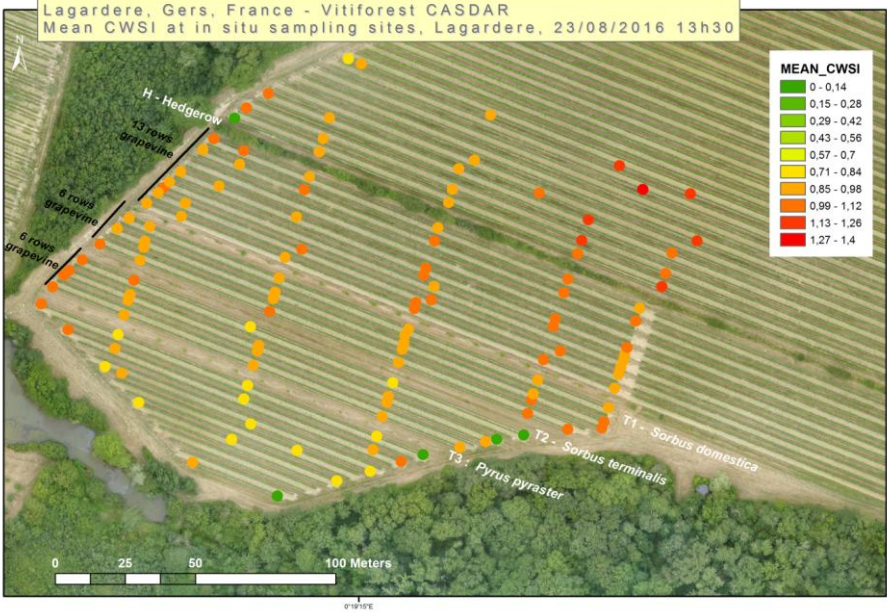 Lagardere, Gers, France - Vitiforest CASDAR
Mean CWSI at in situ sampling sites, Lagardere, 23/08/2016 13h30
N
MEAN_CWSI
0 - 0,14
0,15 - 0,28
0,29 - 0,42
0,43 - 0,56
0,57 - 0,7
0,71 - 0,84
0,85 - 0,98
0,99 - 1,12
1,13 - 1,26
1,27 - 1,4
H - Hedgerow
13 rows
grapevine
6 rows
grapevine
6 rows
grapevine
T1 - Sorbus domestica
T2 - Sorbus terminalis
T3 : Pyrus pyraster
0 25 50 100 Meters
0°19'15"E